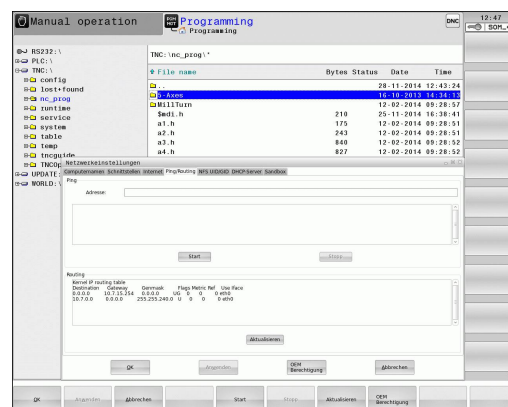 Manual operation
PGM MGT
Programming
Programming
DNC
12:47
SOM_
RS232:\
PLC:\
TNC:\
config
lost+found
nc_prog
runtime
service
system
table
temp
tncguide
TNCOp
UPDATE:
WORLD:\
TNC:\nc_prog\*
File name Bytes Status Date Time
.. 28-11-2014 12:43:24
5-Axes 16-10-2013 14:34:13
MillTurn 12-02-2014 09:28:57
$mdi.h 210 25-11-2014 16:38:41
a1.h 175 12-02-2014 09:28:51
a2.h 243 12-02-2014 09:28:51
a3.h 840 12-02-2014 09:28:52
a4.h 827 12-02-2014 09:28:52
Netzwerkeinstellungen
Computernamen Schnittstellen Internet Ping/Routing NFS UID/GID DHCP-Server Sandbox
Ping
Adresse:
Start Stopp
Routing
Kernel IP routing table
Destination Gateway Genmask Flags Metric Ref Use Iface
0.0.0.0 10.7.15.254 0.0.0.0 UG 0 0 0 eth0
10.7.0.0 0.0.0.0 255.255.240.0 U 0 0 0 eth0
Aktualisieren
OK Anwenden OEM Berechtigung Abbrechen
OK Anwenden Abbrechen Start Stopp Aktualisieren OEM Berechtigung